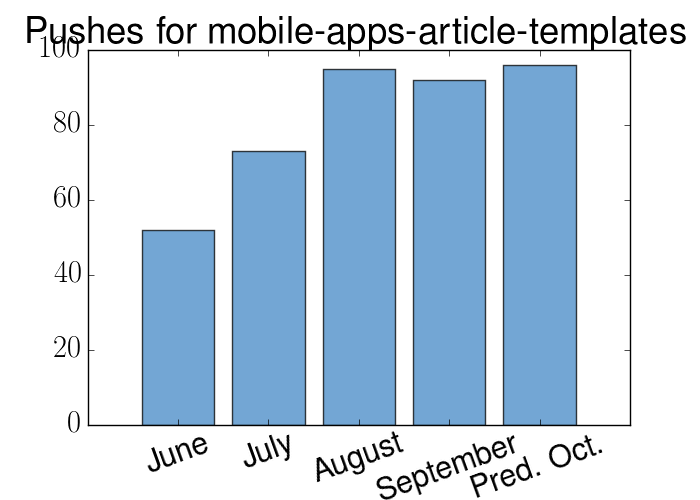 Pushes for mobile-apps-article-templates
100
80
60
40
20
0
June
July
August
September
Pred. Oct.